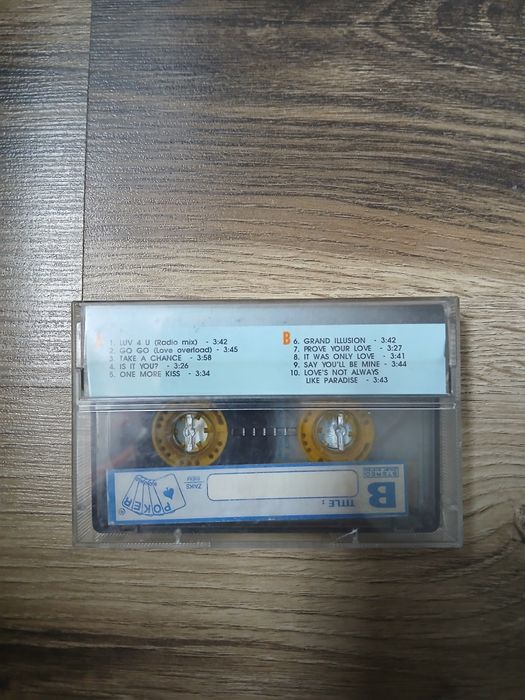 A
1. LUV 4 U (Radio mix) - 3:42
2. GO GO (Love overload) - 3:45
3. TAKE A CHANCE - 3:58
4. IS IT YOU? - 3:26
5. ONE MORE KISS - 3:34
B
6. GRAND ILLUSION - 3:42
7. PROVE YOUR LOVE - 3:27
8. IT WAS ONLY LOVE - 3:41
9. SAY YOU'LL BE MINE - 3:44
10. LOVE'S NOT ALWAYS
LIKE PARADISE - 3:43
B
STEREO
TITLE :
ZAIKS
BIEM
POKER